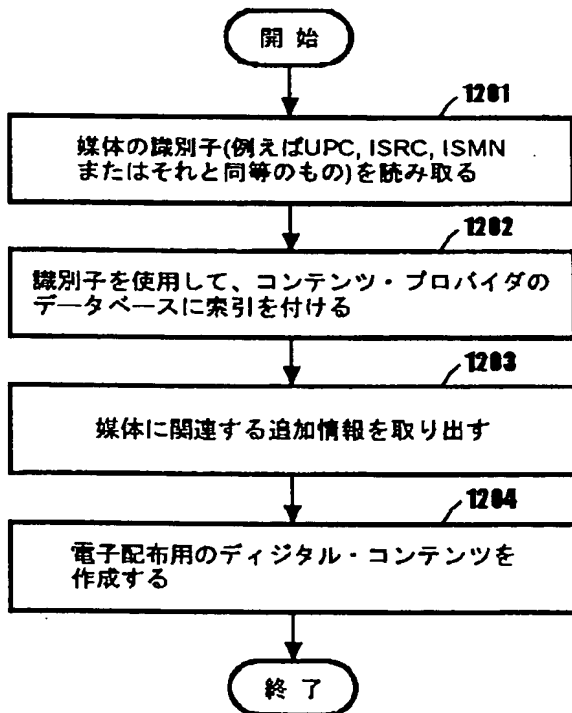 開 始
1201
媒体の識別子(例えばUPC, ISRC, ISMN
またはそれと同等のもの)を読み取る
1202
識別子を使用して、コンテンツ・プロバイダの
データベースに索引を付ける
1203
媒体に関連する追加情報を取り出す
1204
電子配布用のディジタル・コンテンツを
作成する
終 了